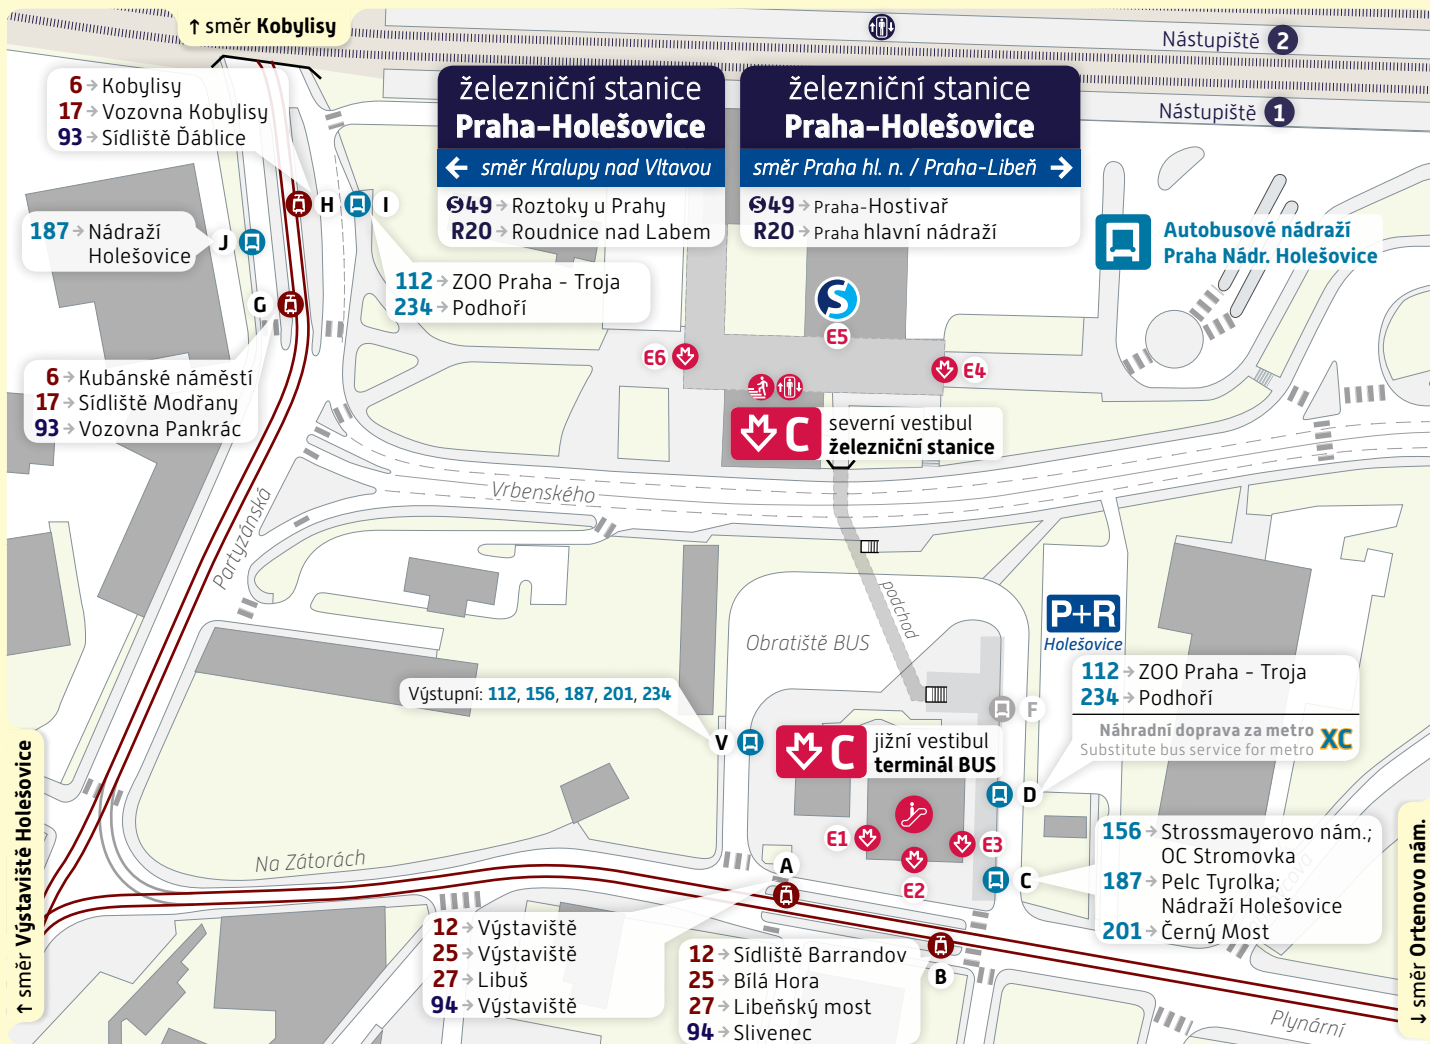 ↑ směr Kobylisy
Nástupiště 2
Nástupiště 1
6 → Kobylisy
17 → Vozovna Kobylisy
93 → Sídliště Ďáblice
železniční stanice
Praha-Holešovice
← směr Kralupy nad Vltavou
S49 → Roztoky u Prahy
R20 → Roudnice nad Labem
železniční stanice
Praha-Holešovice
směr Praha hl. n. / Praha-Libeň →
S49 → Praha-Hostivař
R20 → Praha hlavní nádraží
H
I
187 → Nádraží
Holešovice
J
Autobusové nádraží
Praha Nádr. Holešovice
112 → ZOO Praha - Troja
234 → Podhoří
G
S
E5
E6
E4
6 → Kubánské náměstí
17 → Sídliště Modřany
93 → Vozovna Pankrác
C
severní vestibul
železniční stanice
Vrbenského
Partyzánská
podchod
P+R
Holešovice
Obratiště BUS
112 → ZOO Praha - Troja
234 → Podhoří
Náhradní doprava za metro
Substitute bus service for metro
XC
Výstupní: 112, 156, 187, 201, 234
F
V
C
jižní vestibul
terminál BUS
D
E1
E2
E3
156 → Strossmayerovo nám.;
OC Stromovka
187 → Pelc Tyrolka;
Nádraží Holešovice
201 → Černý Most
C
Na Zátorách
A
12 → Výstaviště
25 → Výstaviště
27 → Libuš
94 → Výstaviště
12 → Sídliště Barrandov
25 → Bílá Hora
27 → Libeňský most
94 → Slivenec
B
Plynární
↑ směr Výstaviště Holešovice
↓ směr Ortenovo nám.